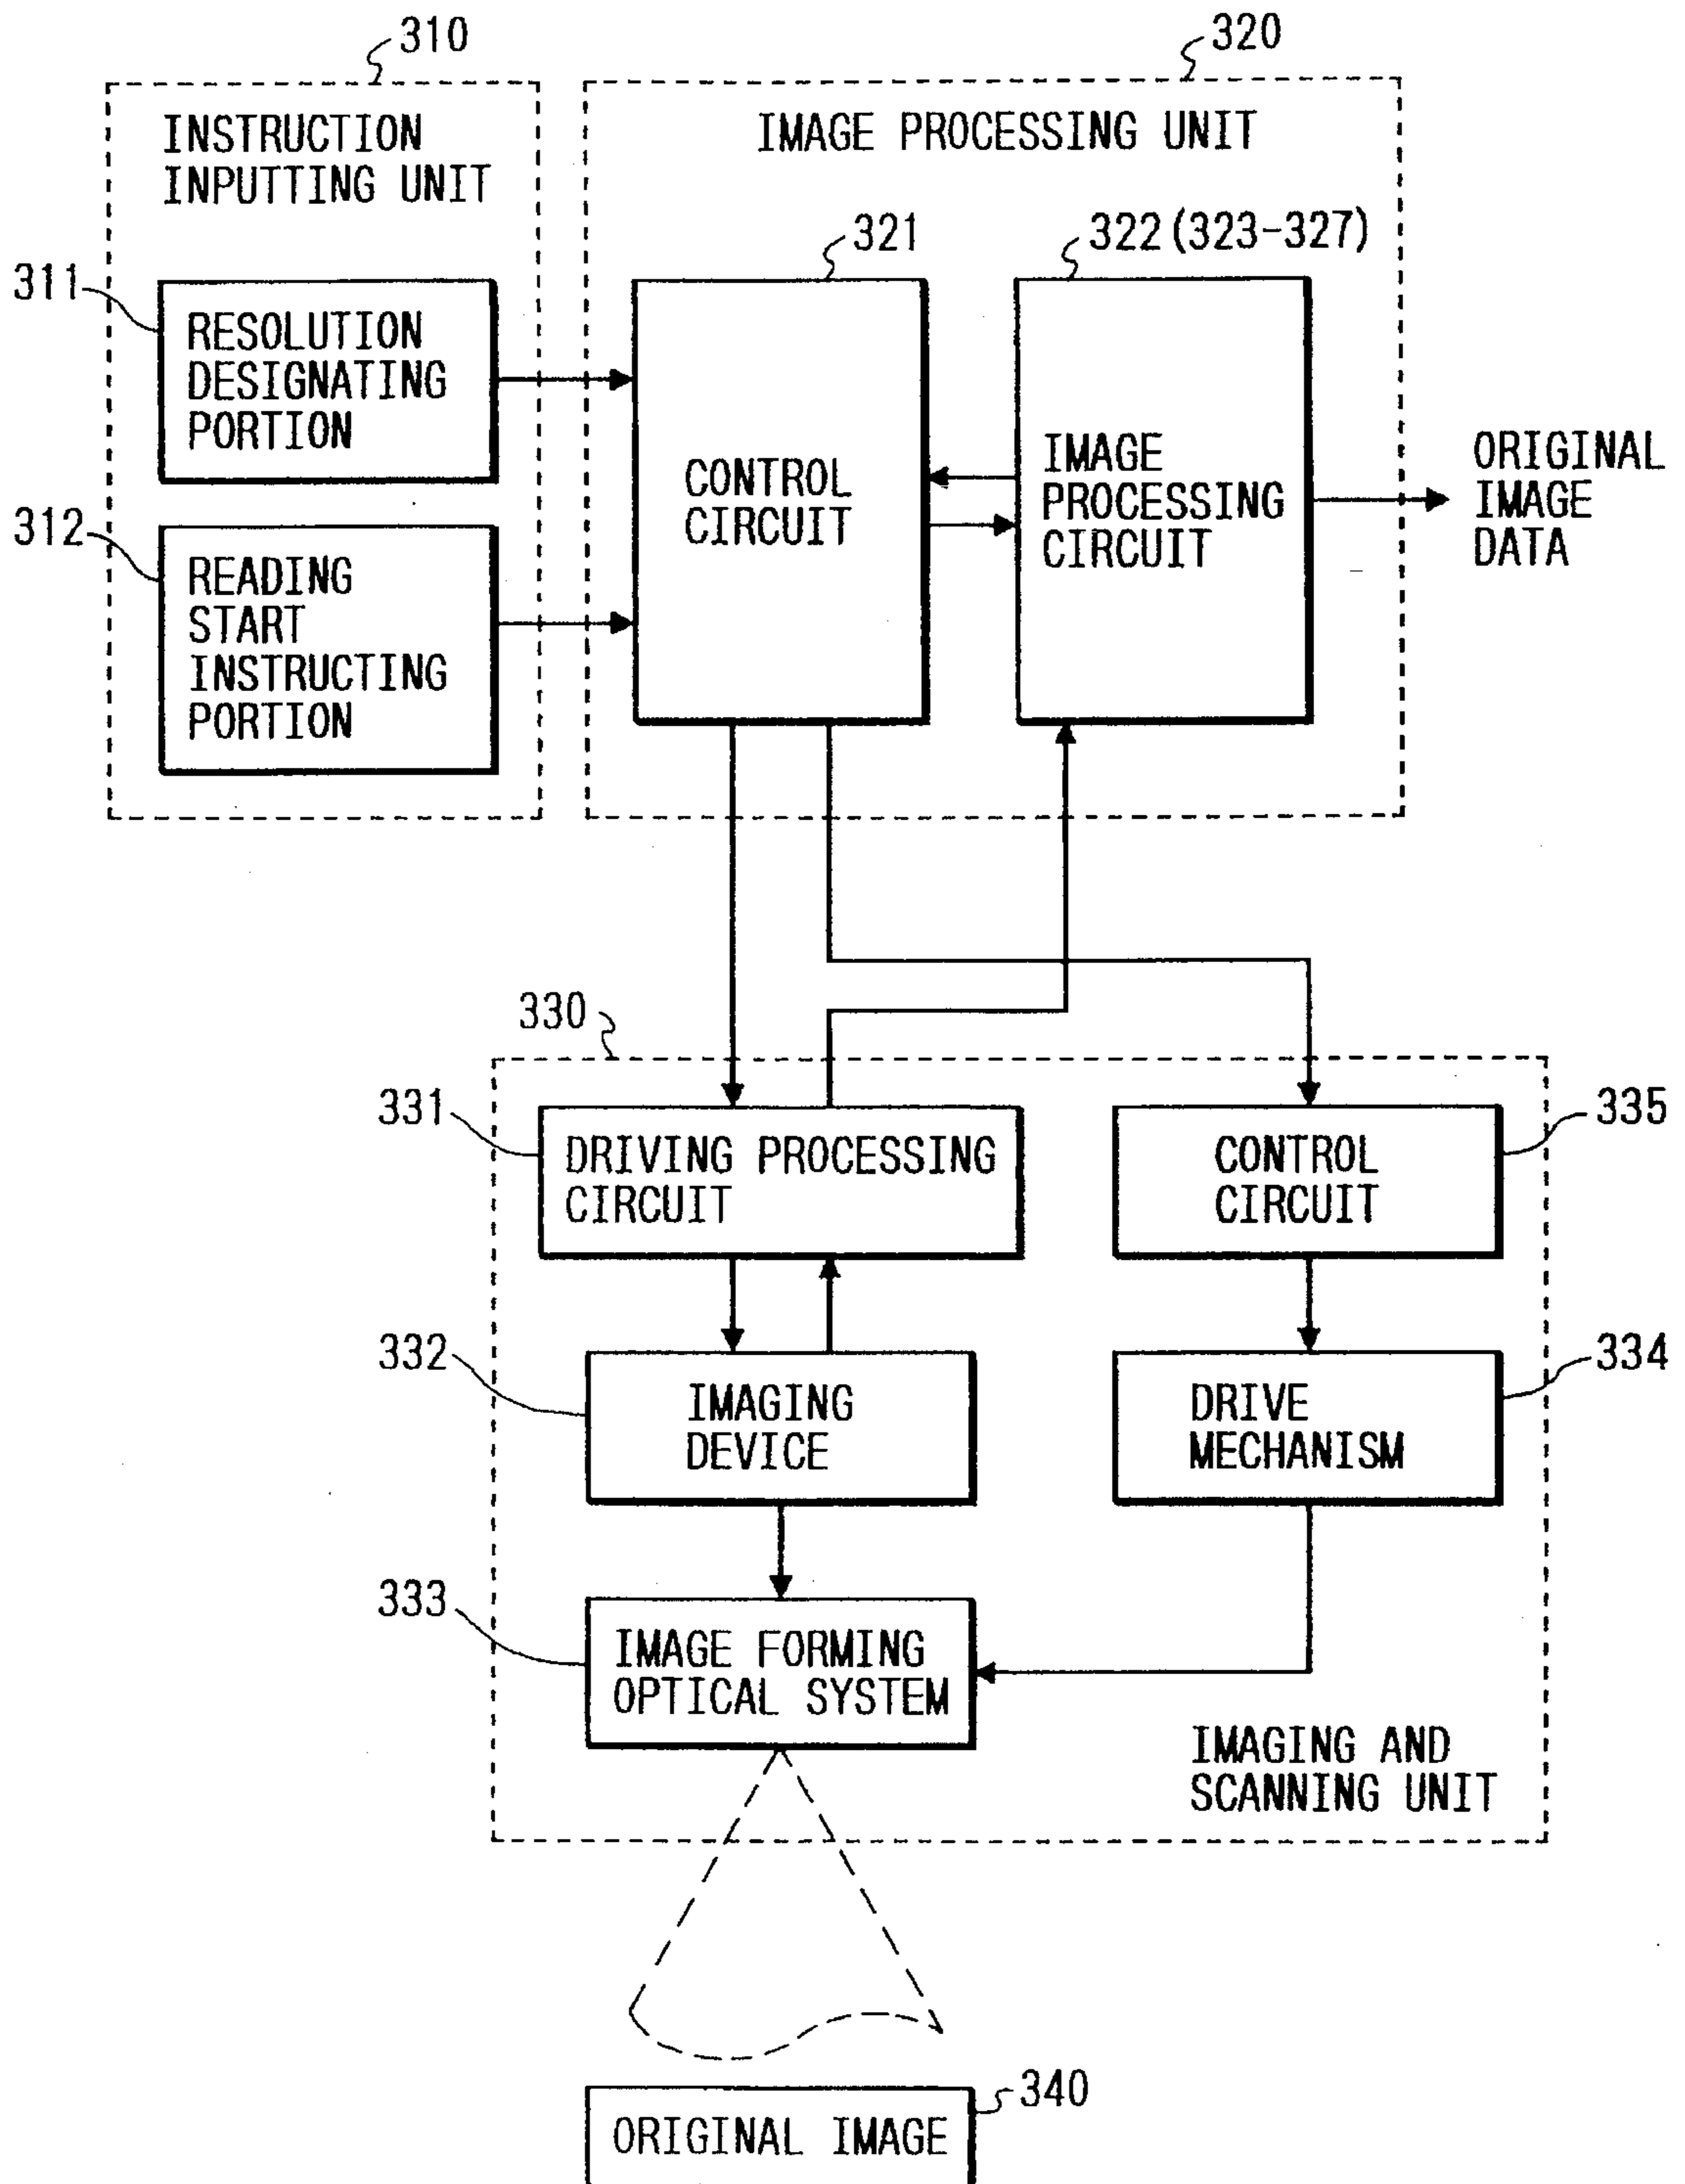 310
320
INSTRUCTION
INPUTTING UNIT
IMAGE PROCESSING UNIT
321
322 (323-327)
311
RESOLUTION
DESIGNATING
PORTION
312
READING
START
INSTRUCTING
PORTION
CONTROL
CIRCUIT
IMAGE
PROCESSING
CIRCUIT
ORIGINAL
IMAGE
DATA
330
331
DRIVING PROCESSING
CIRCUIT
CONTROL
CIRCUIT
335
332
IMAGING
DEVICE
DRIVE
MECHANISM
334
333
IMAGE FORMING
OPTICAL SYSTEM
IMAGING AND
SCANNING UNIT
340
ORIGINAL IMAGE